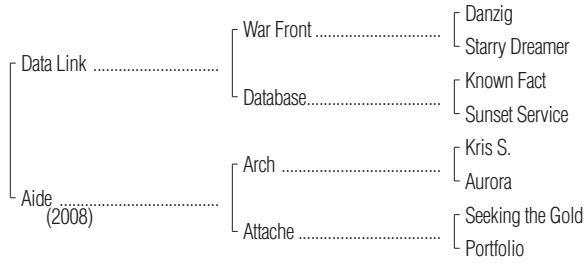 Danzig
War Front
Starry Dreamer
Data Link
Known Fact
Database
Sunset Service
Kris S.
Arch
Aurora
Aide
(2008)
Seeking the Gold
Attache
Portfolio